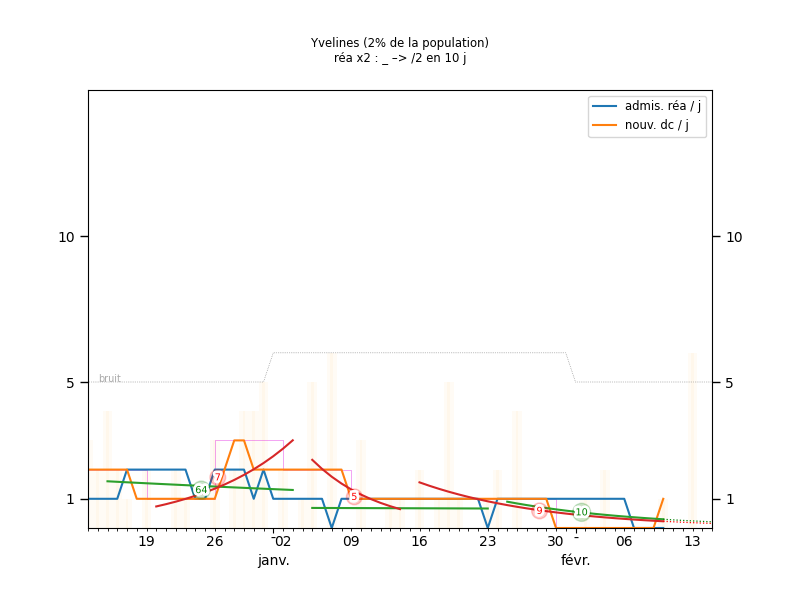 Yvelines (2% de la population)
réa x2 : _ –> /2 en 10 j
admis. réa / j
nouv. dc / j
10 10
5 5
bruit
64 7 5 9 10
1 1
19 26 02 09 16 23 30 06 13
janv. févr.